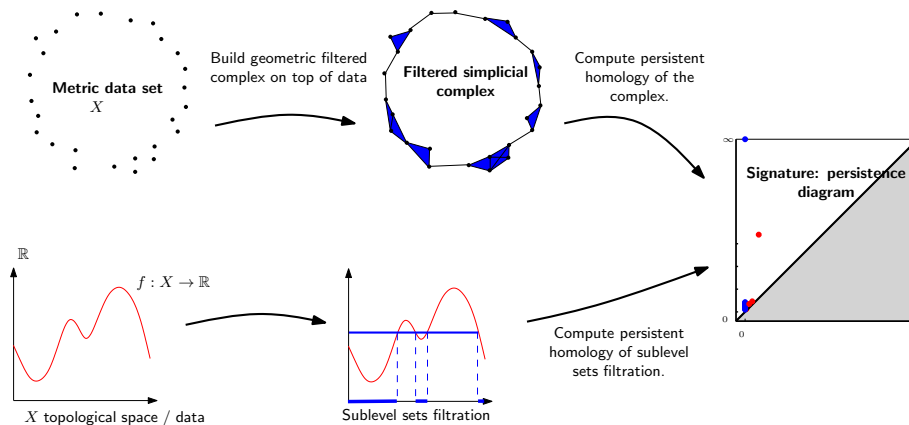 Metric data set
X
Build geometric filtered
complex on top of data
Filtered simplicial
complex
Compute persistent
homology of the
complex.
∞
Signature: persistence
diagram
0
0
ℝ
f : X → ℝ
X topological space / data
Sublevel sets filtration
Compute persistent
homology of sublevel
sets filtration.